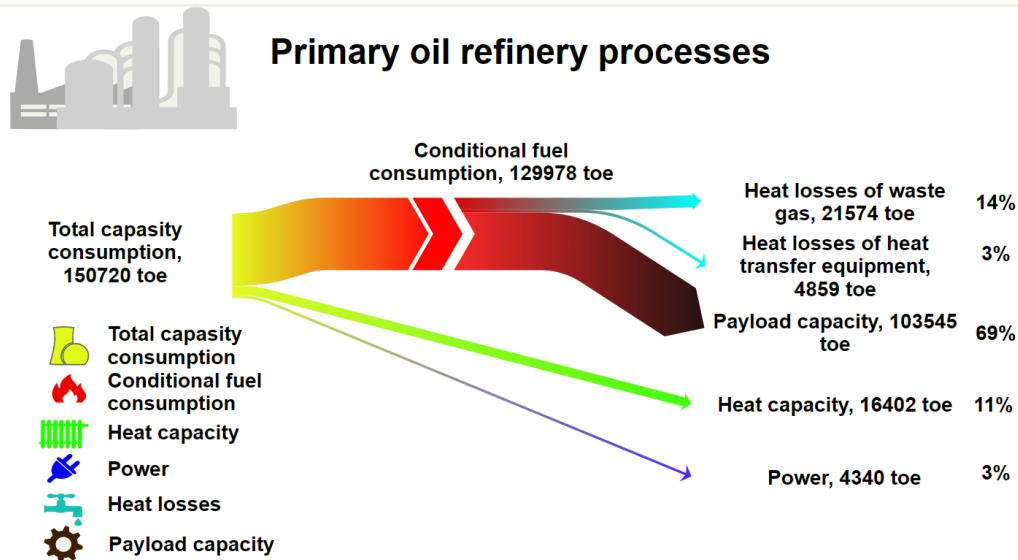 Primary oil refinery processes
Conditional fuel
consumption, 129978 toe
Total capasity
consumption,
150720 toe
Heat losses of waste
gas, 21574 toe
14%
Heat losses of heat
transfer equipment,
4859 toe
3%
Payload capacity, 103545
toe
69%
Heat capacity, 16402 toe
11%
Power, 4340 toe
3%
Total capasity
consumption
Conditional fuel
consumption
Heat capacity
Power
Heat losses
Payload capacity